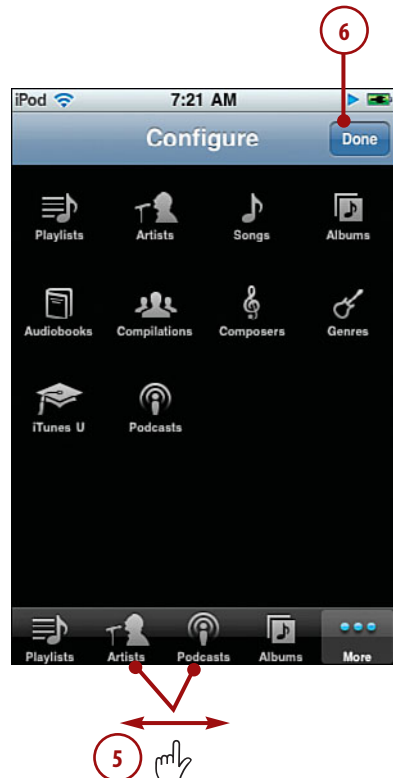 6
iPod 7:21 AM
Configure Done
Playlists Artists Songs Albums
Audiobooks Compilations Composers Genres
iTunes U Podcasts
Playlists Artists Podcasts Albums More
5